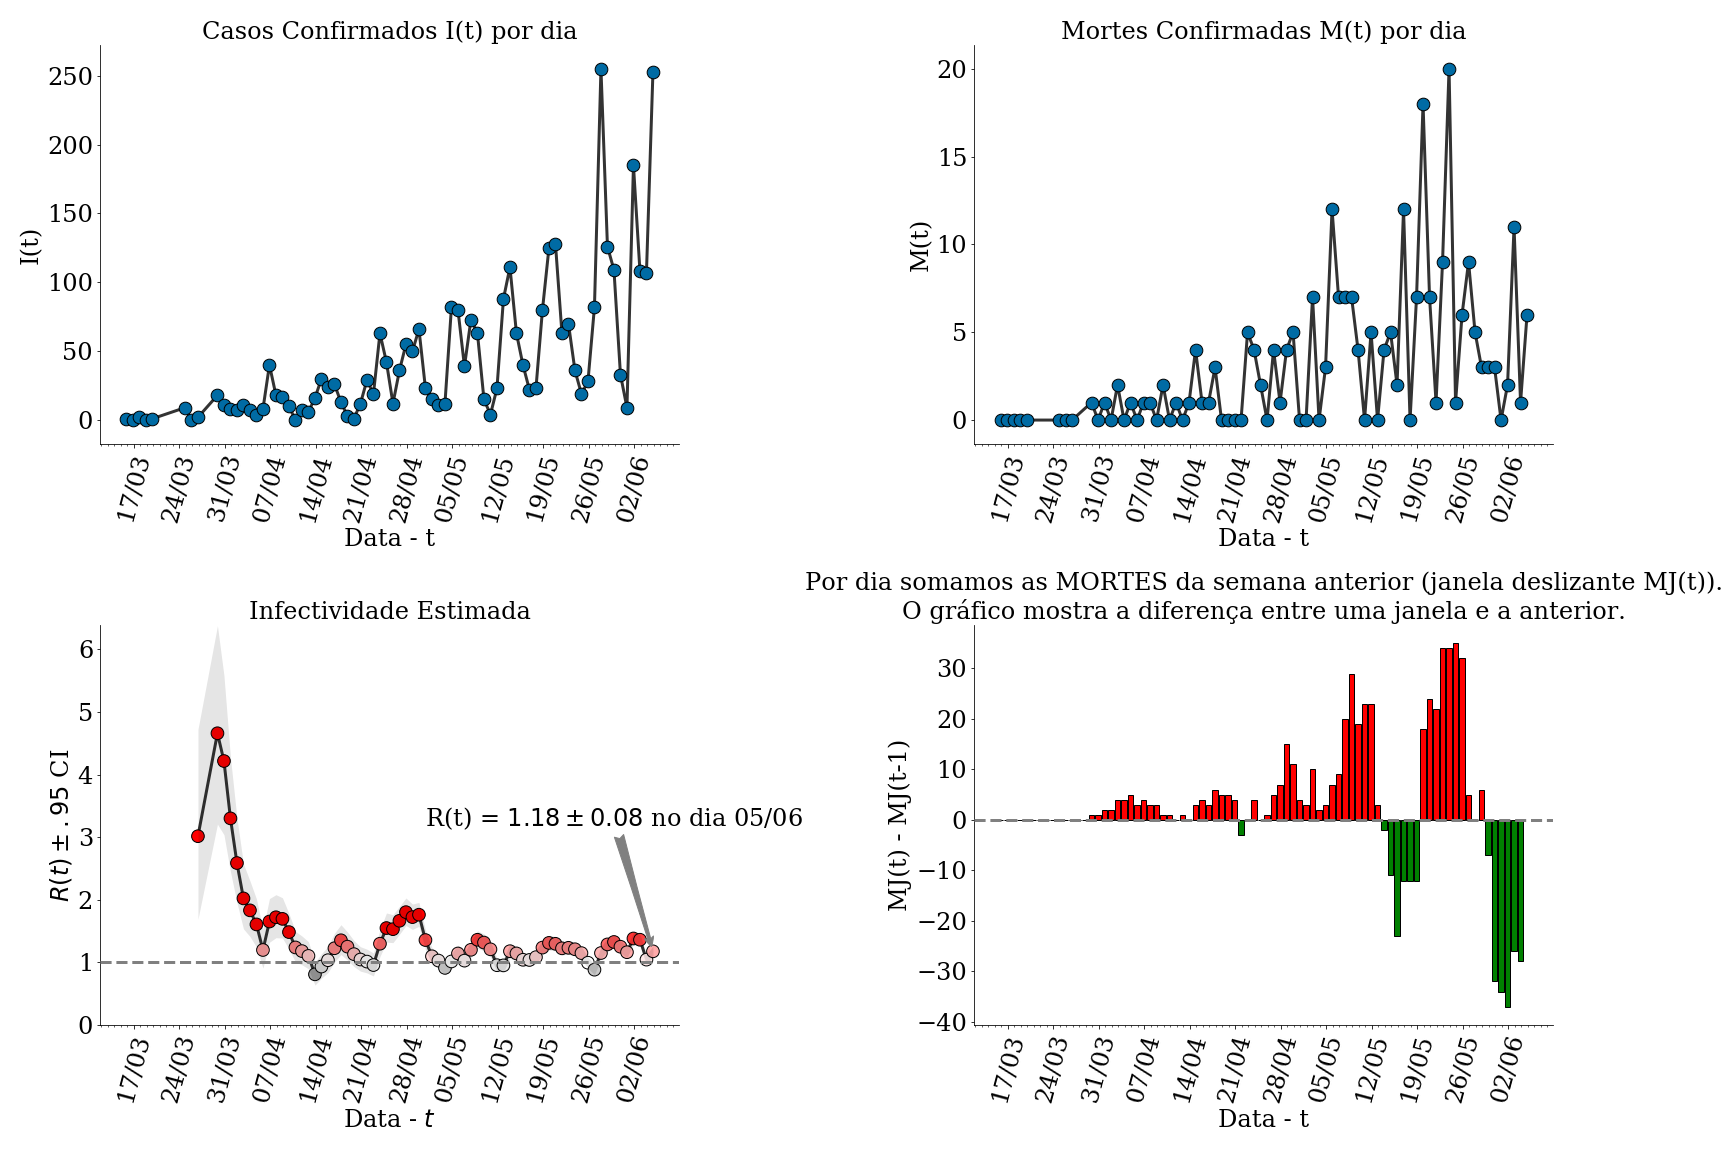 Casos Confirmados I(t) por dia
I(t)
250
200
150
100
50
0
17/03 24/03 31/03 07/04 14/04 21/04 28/04 05/05 12/05 19/05 26/05 02/06
Data - t
Mortes Confirmadas M(t) por dia
M(t)
20
15
10
5
0
17/03 24/03 31/03 07/04 14/04 21/04 28/04 05/05 12/05 19/05 26/05 02/06
Data - t
Infectividade Estimada
R(t) ± .95 CI
6
5
4
3
2
1
0
R(t) = 1.18 ± 0.08 no dia 05/06
17/03 24/03 31/03 07/04 14/04 21/04 28/04 05/05 12/05 19/05 26/05 02/06
Data - t
Por dia somamos as MORTES da semana anterior (janela deslizante MJ(t)).
O gráfico mostra a diferença entre uma janela e a anterior.
MJ(t) - MJ(t-1)
30
20
10
0
−10
−20
−30
−40
17/03 24/03 31/03 07/04 14/04 21/04 28/04 05/05 12/05 19/05 26/05 02/06
Data - t